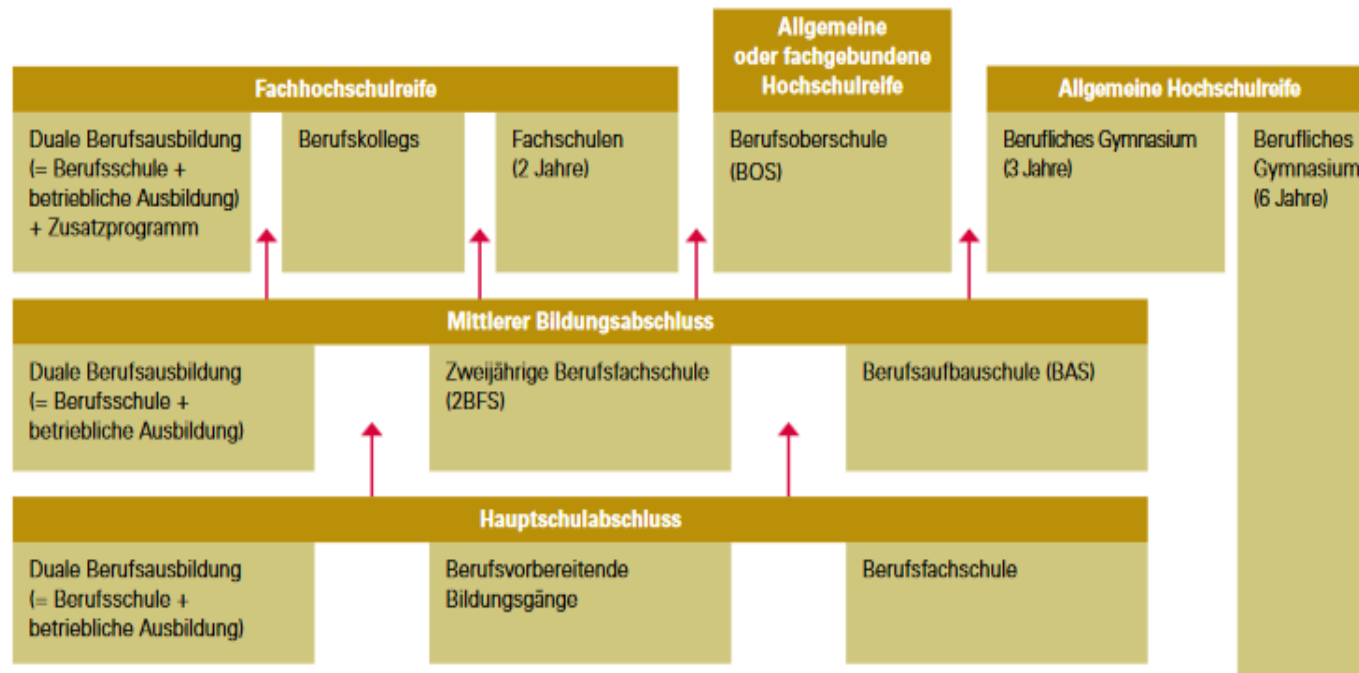 Allgemeine
oder fachgebundene
Hochschulreife
Fachhochschulreife
Allgemeine Hochschulreife
Duale Berufsausbildung
(= Berufsschule +
betriebliche Ausbildung)
+ Zusatzprogramm
Berufskollegs
Fachschulen
(2 Jahre)
Berufsoberschule
(BOS)
Berufliches Gymnasium
(3 Jahre)
Berufliches
Gymnasium
(6 Jahre)
Mittlerer Bildungsabschluss
Duale Berufsausbildung
(= Berufsschule +
betriebliche Ausbildung)
Zweijährige Berufsfachschule
(2BFS)
Berufsaufbauschule (BAS)
Hauptschulabschluss
Duale Berufsausbildung
(= Berufsschule +
betriebliche Ausbildung)
Berufsvorbereitende
Bildungsgänge
Berufsfachschule